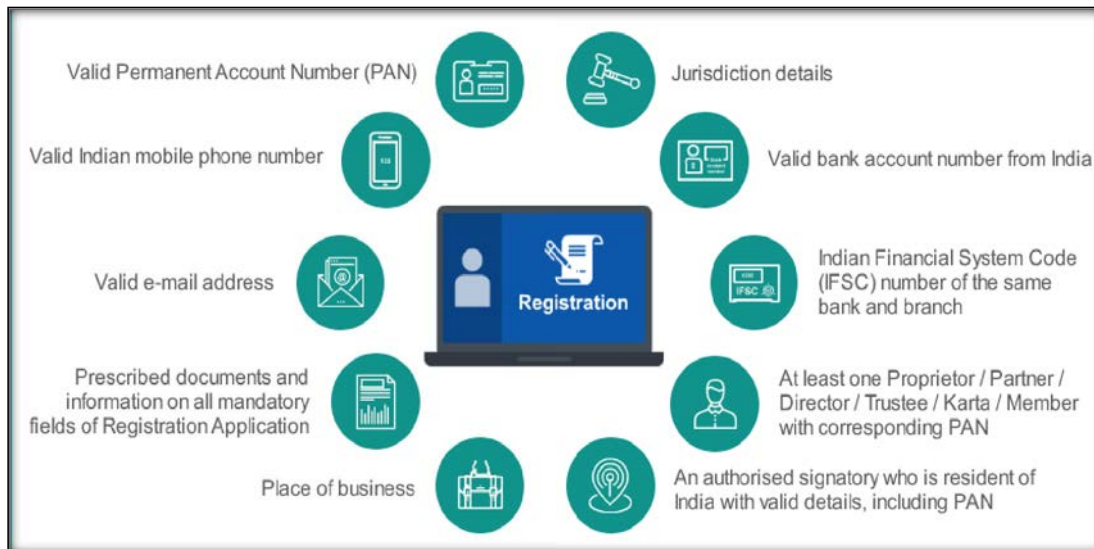 Valid Permanent Account Number (PAN)
Jurisdiction details
Valid Indian mobile phone number
Valid bank account number from India
Valid e-mail address
Indian Financial System Code
(IFSC) number of the same
bank and branch
IFSC
Registration
Prescribed documents and
information on all mandatory
fields of Registration Application
At least one Proprietor / Partner /
Director / Trustee / Karta / Member
with corresponding PAN
Place of business
An authorised signatory who is resident of
India with valid details, including PAN